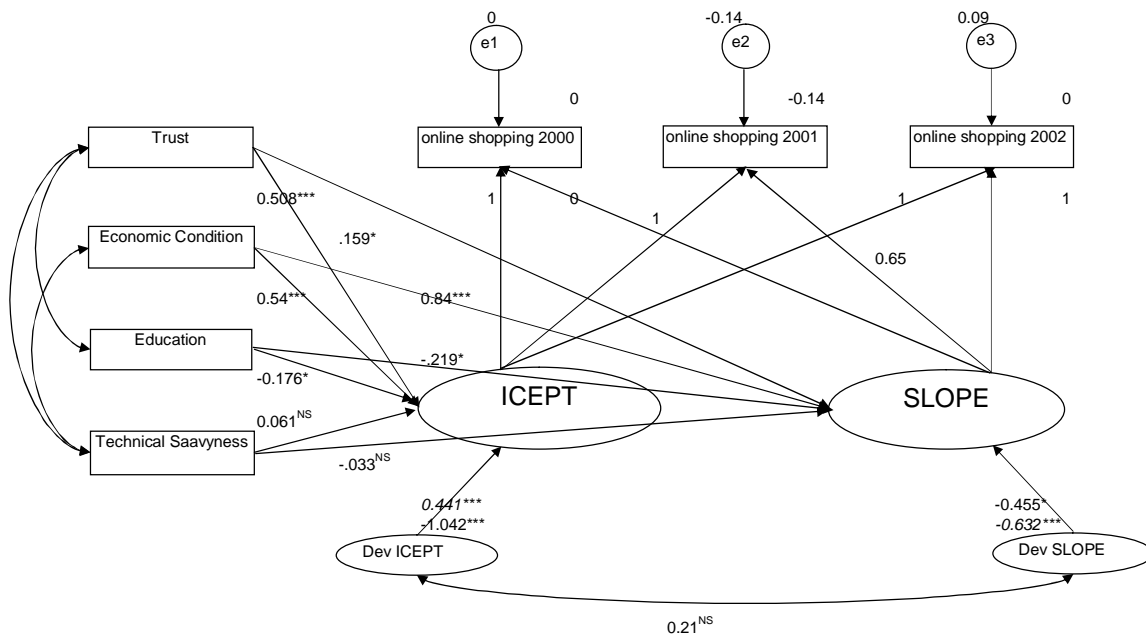 0
-0.14
0.09
e1
e2
e3
0
-0.14
0
Trust
online shopping 2000
online shopping 2001
online shopping 2002
0.508***
1
0
1
1
1
Economic Condition
.159*
0.65
0.54***
0.84***
Education
-.219*
-0.176*
ICEPT
SLOPE
0.061NS
Technical Saavyness
-.033NS
0.441***
-1.042***
-0.455*
-0.632***
Dev ICEPT
Dev SLOPE
0.21NS